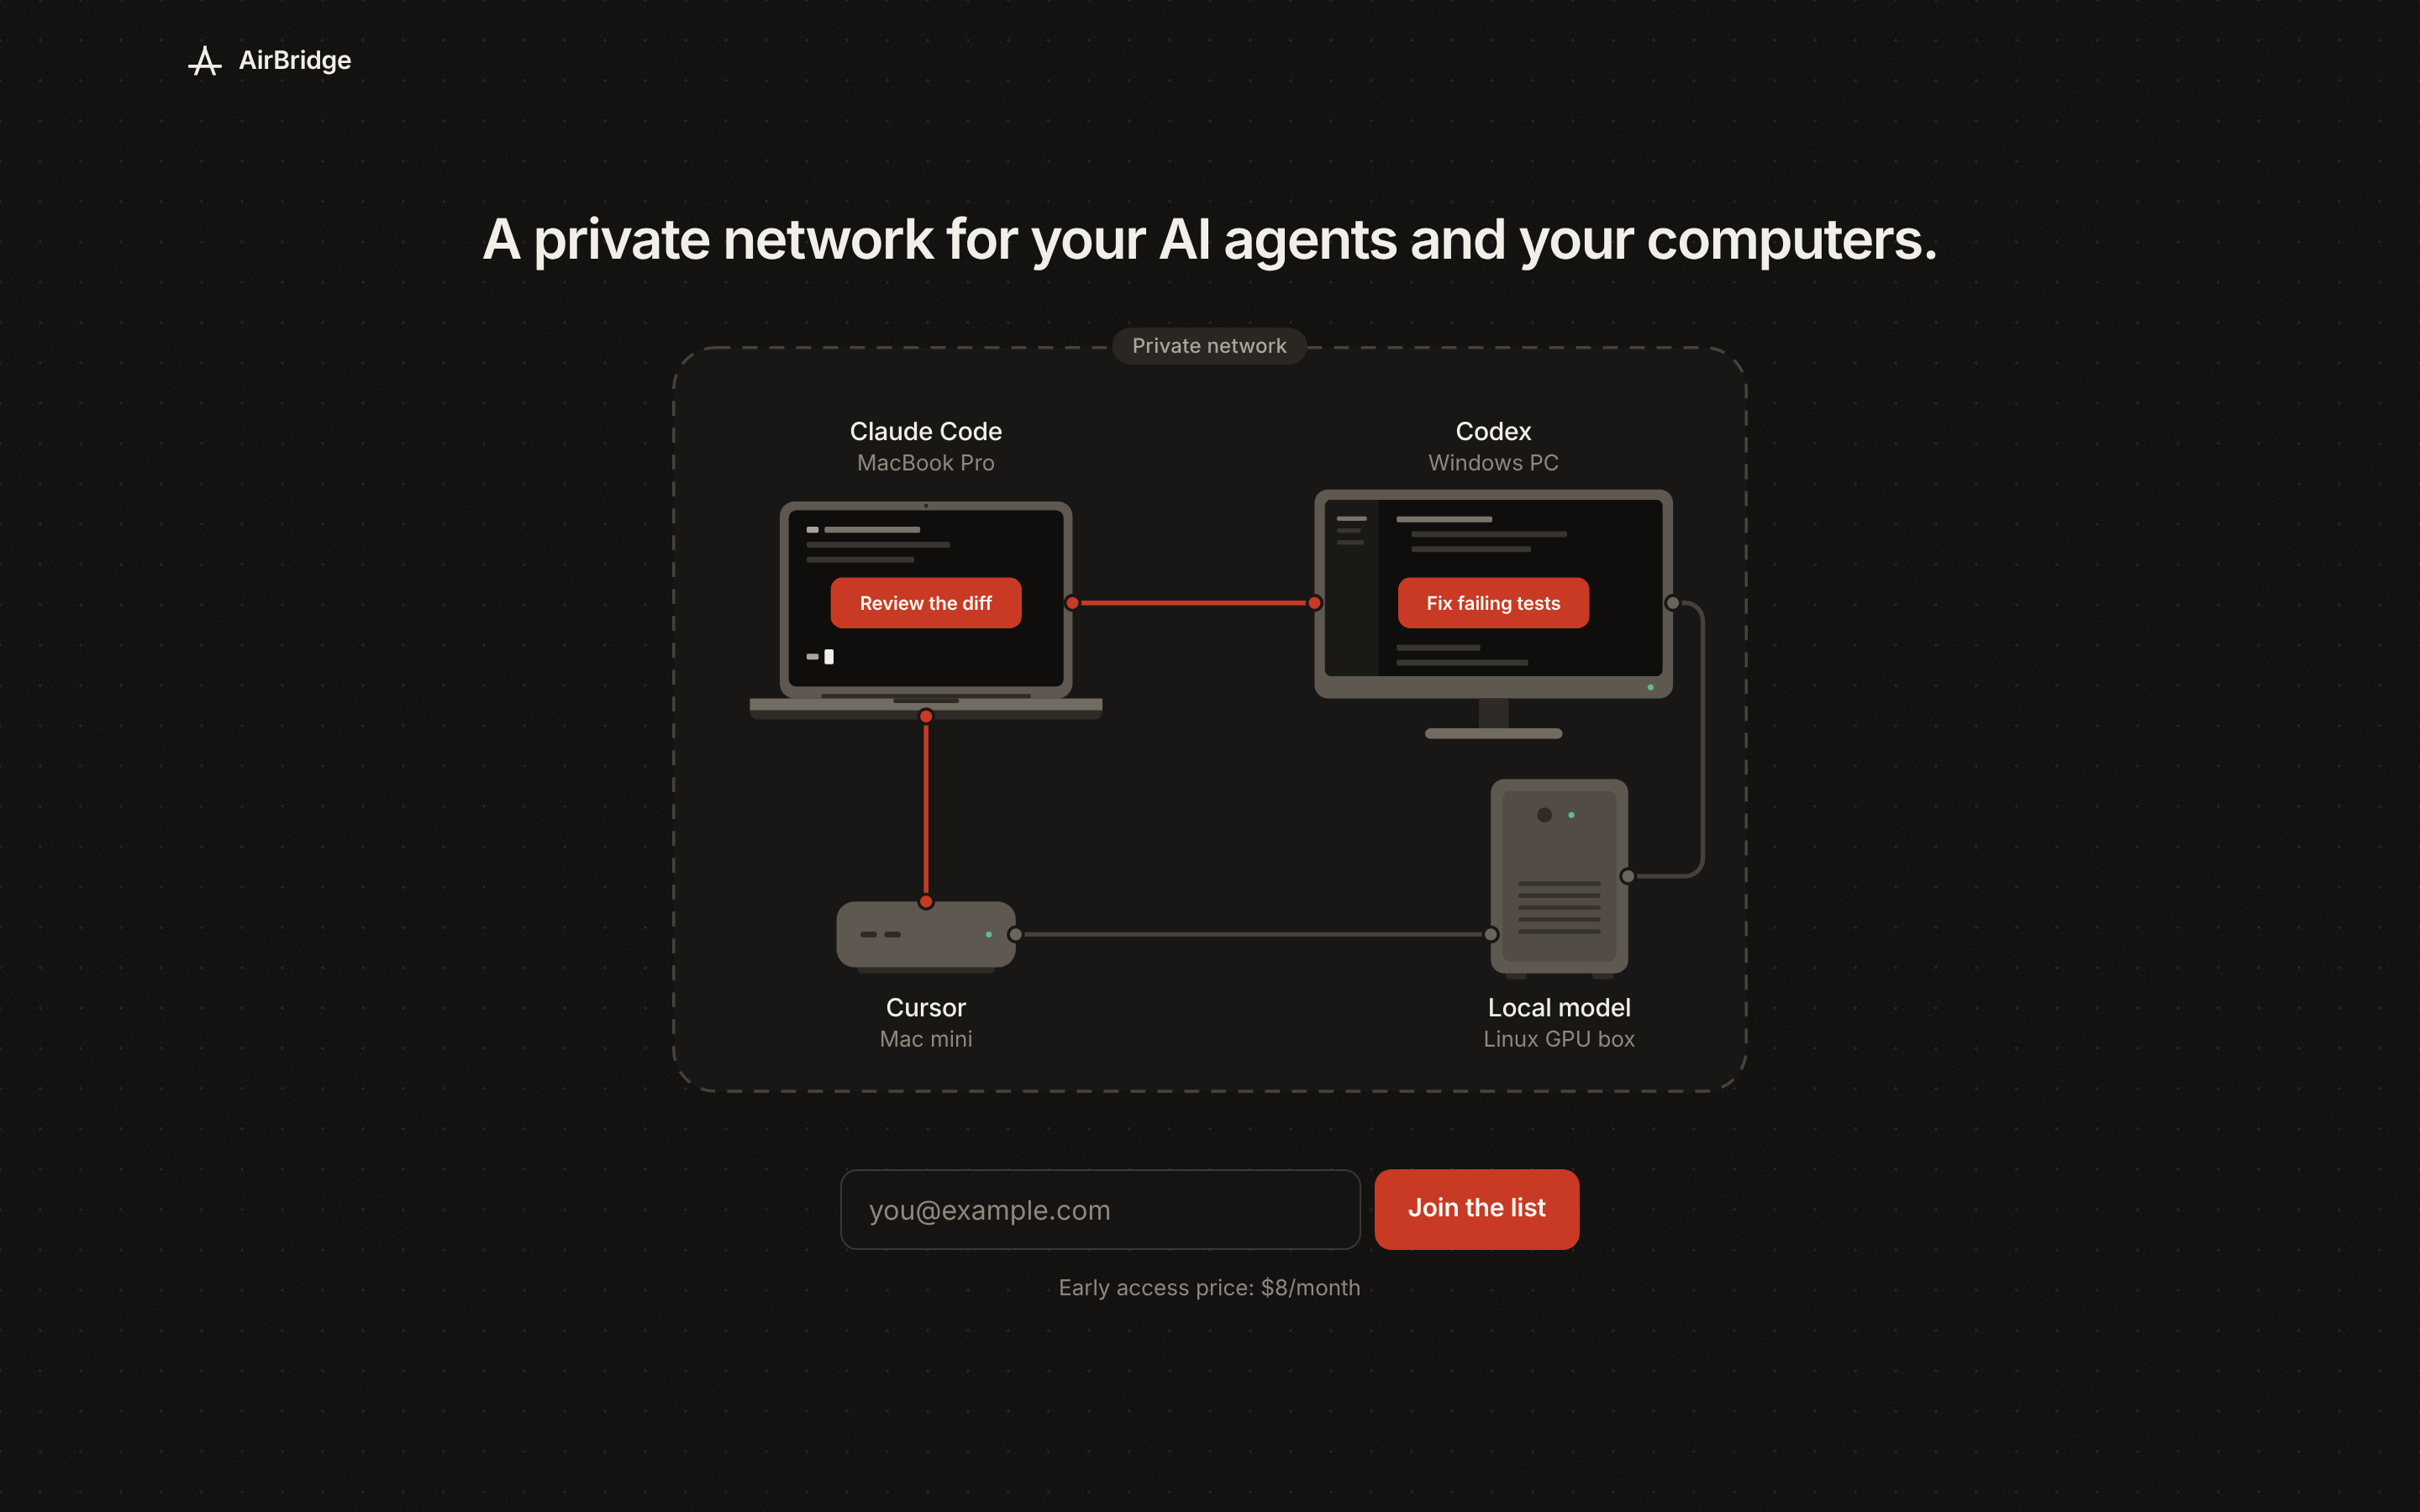 AirBridge
A private network for your AI agents and your computers.
Private network
Claude Code
MacBook Pro
Codex
Windows PC
Review the diff
Fix failing tests
Cursor
Mac mini
Local model
Linux GPU box
you@example.com
Join the list
Early access price: $8/month